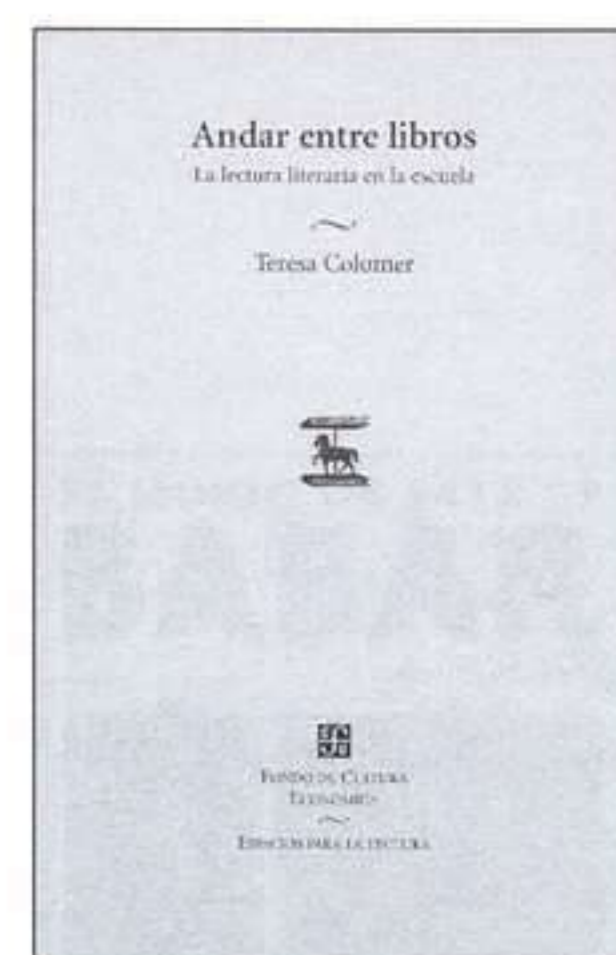 Andar entre libros
La lectura literaria en la escuela
Teresa Colomer
FONDO DE CULTURA
ECONÓMICA
ESPACIOS PARA LA LECTURA